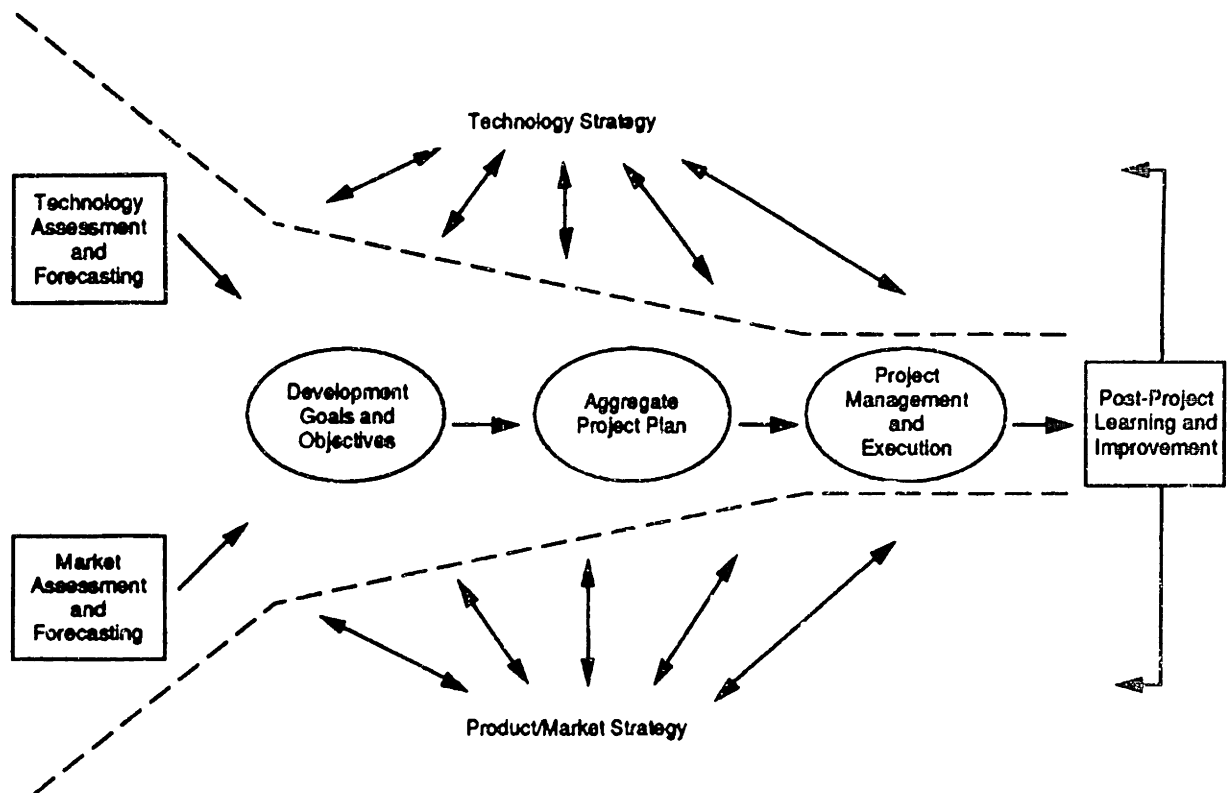 Technology Strategy
Technology
Assessment
and
Forecasting
Development
Goals and
Objectives
Aggregate
Project Plan
Project
Management
and
Execution
Post-Project
Learning and
Improvement
Market
Assessment
and
Forecasting
Product/Market Strategy